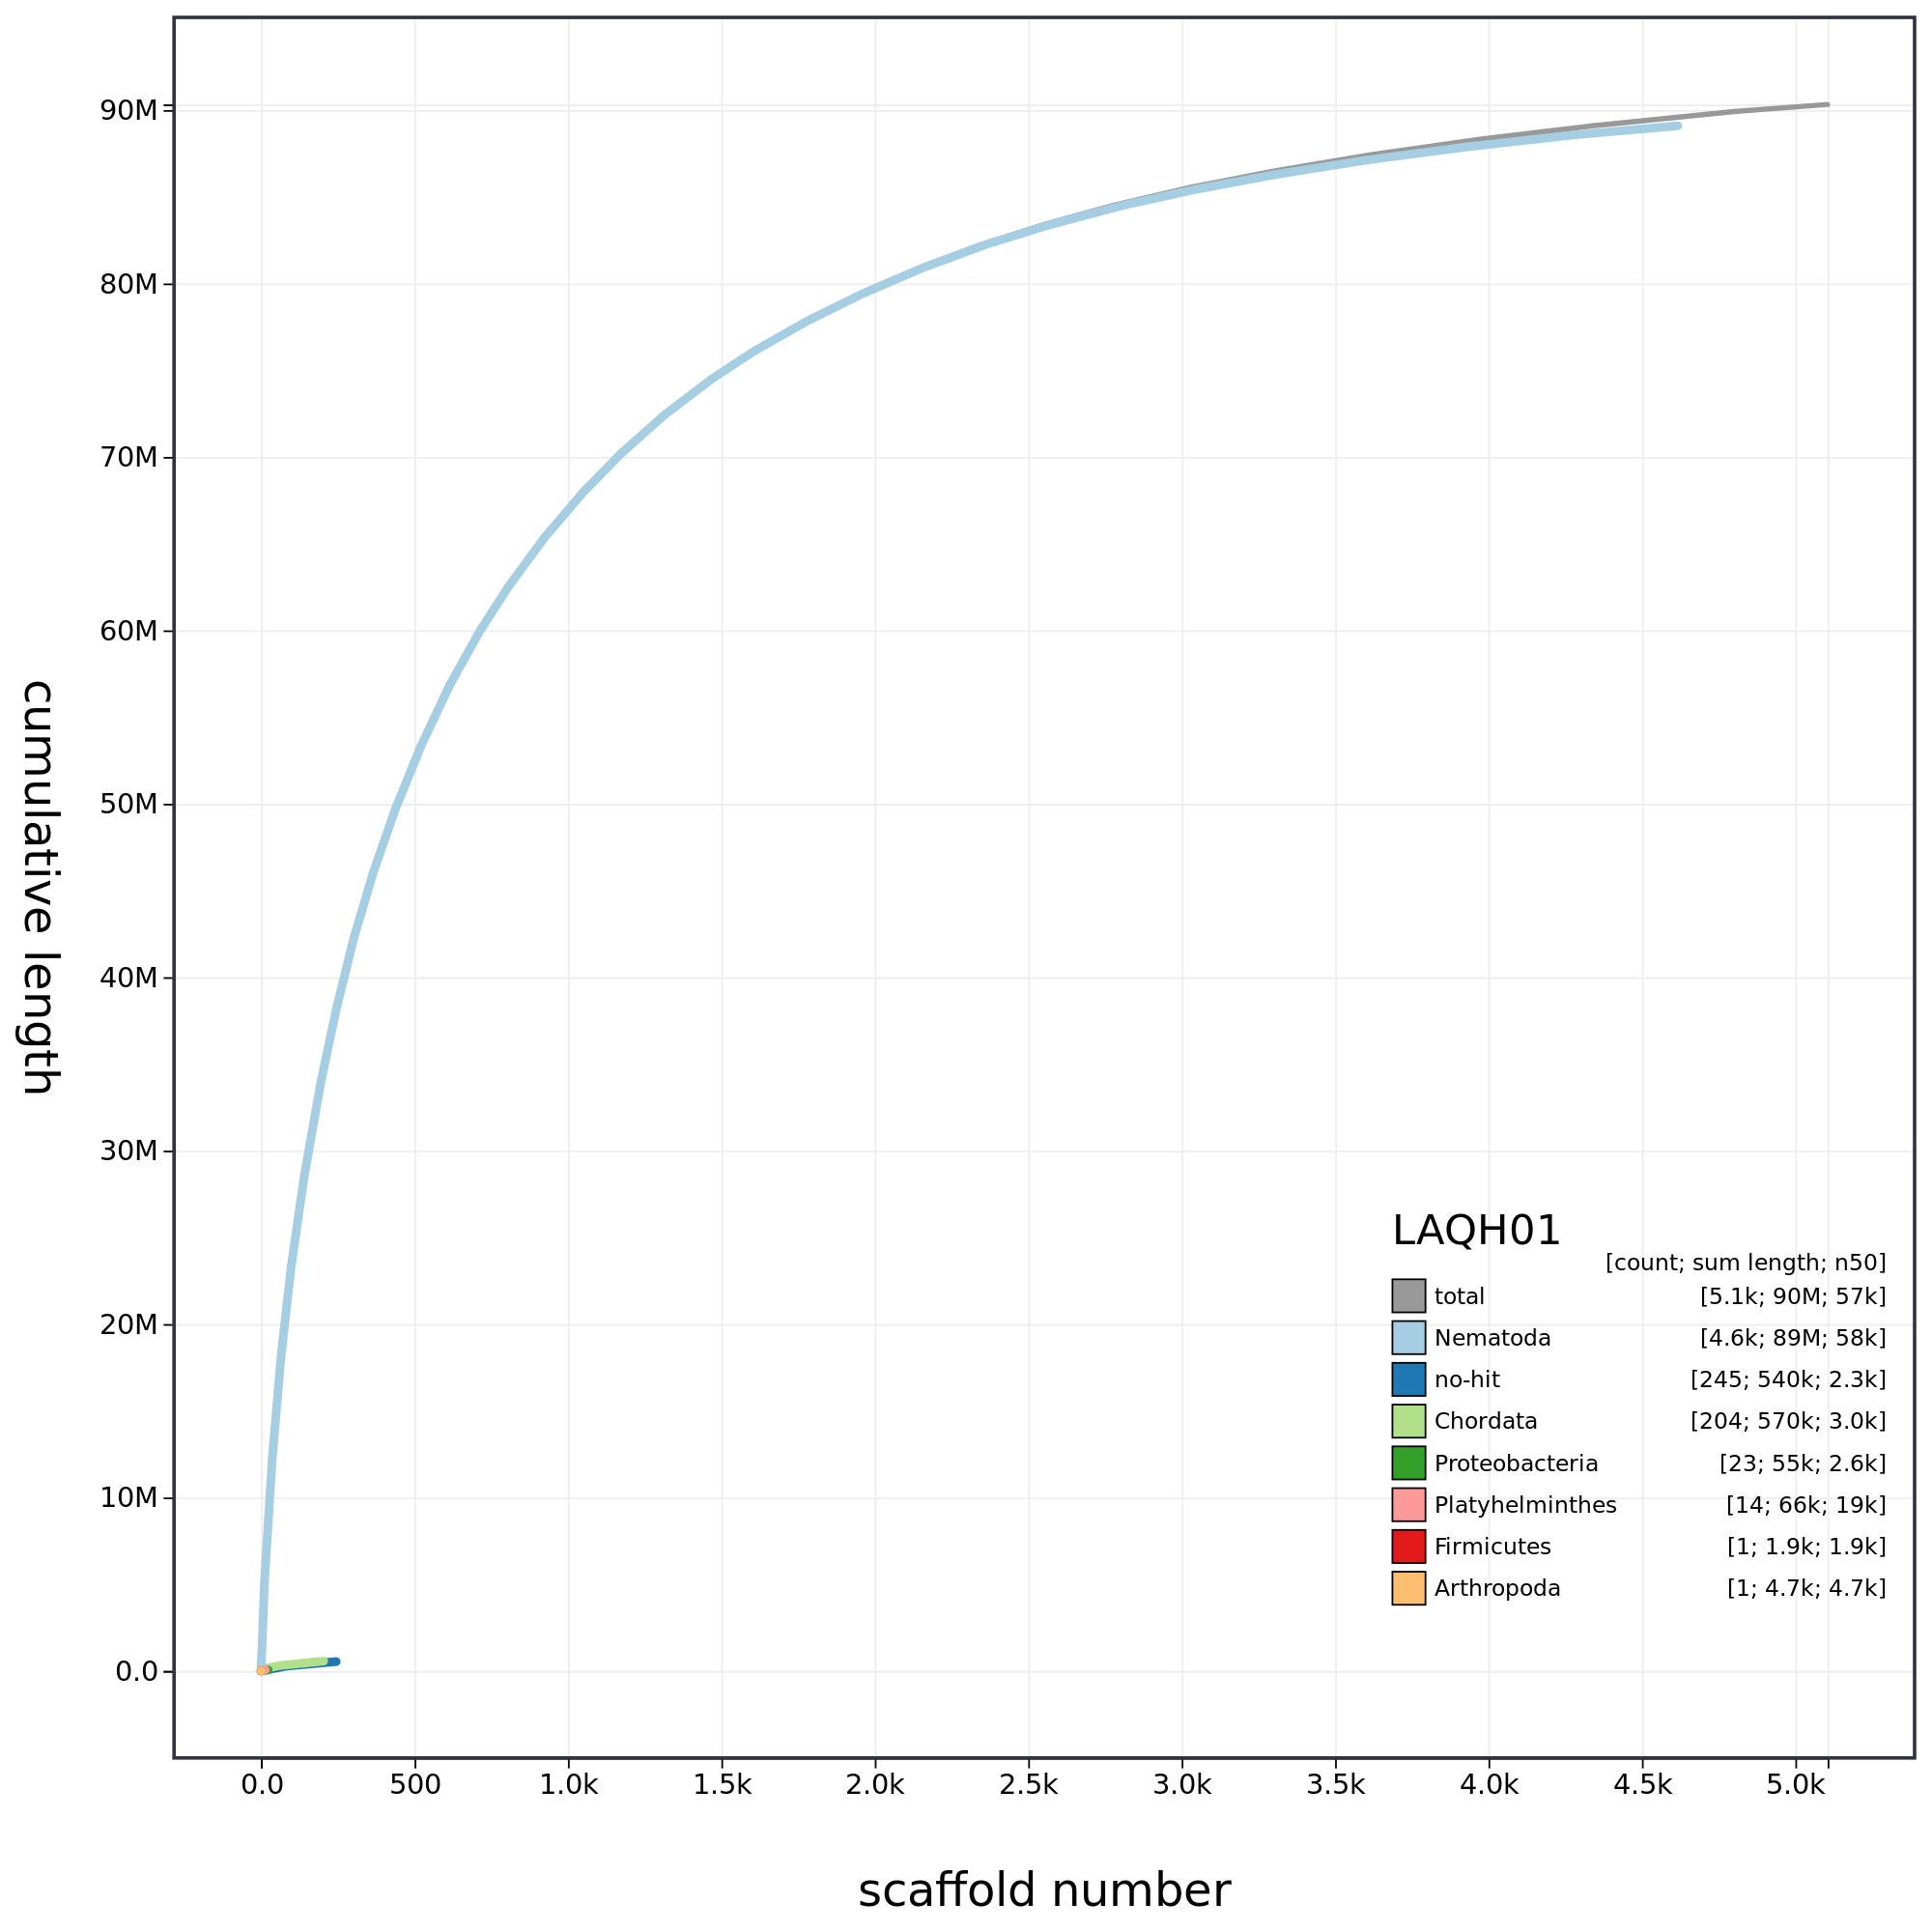 90M
80M
70M
60M
50M
40M
30M
20M
10M
0.0
cumulative length
LAQH01
[count; sum length; n50]
total [5.1k; 90M; 57k]
Nematoda [4.6k; 89M; 58k]
no-hit [245; 540k; 2.3k]
Chordata [204; 570k; 3.0k]
Proteobacteria [23; 55k; 2.6k]
Platyhelminthes [14; 66k; 19k]
Firmicutes [1; 1.9k; 1.9k]
Arthropoda [1; 4.7k; 4.7k]
0.0 500 1.0k 1.5k 2.0k 2.5k 3.0k 3.5k 4.0k 4.5k 5.0k
scaffold number